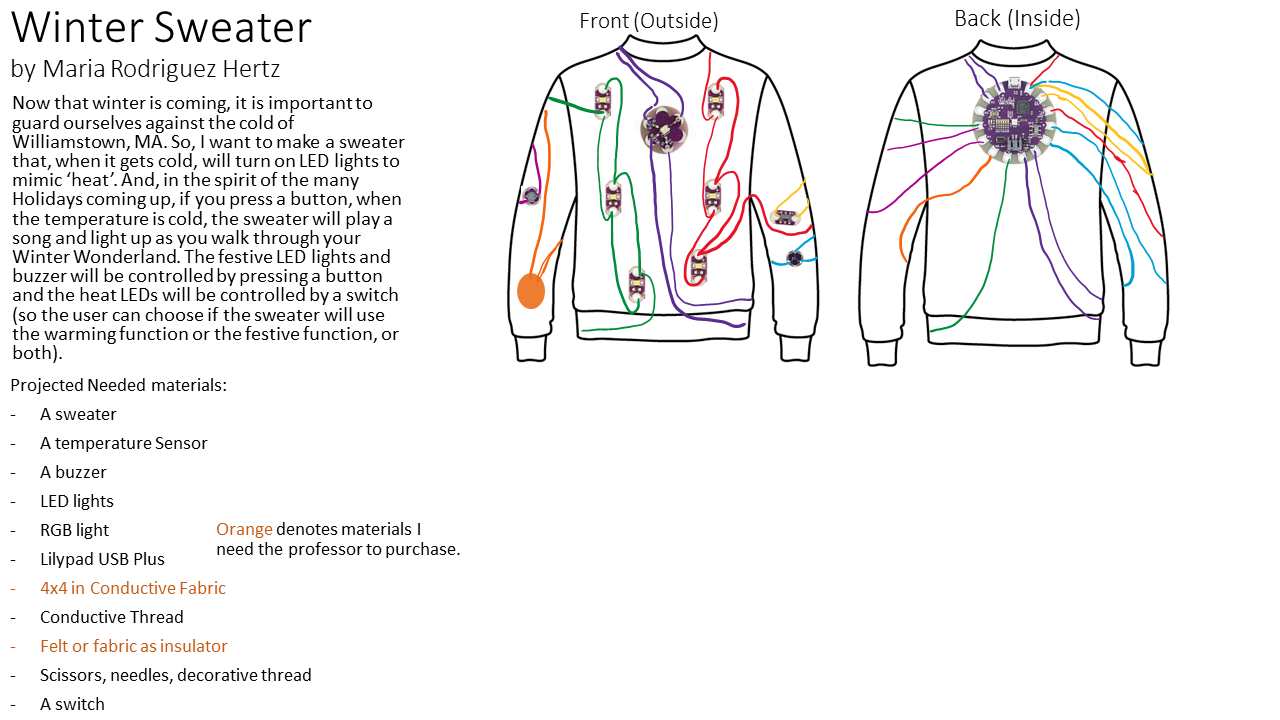 Winter Sweater
by Maria Rodriguez Hertz
Now that winter is coming, it is important to
guard ourselves against the cold of
Williamstown, MA. So, I want to make a sweater
that, when it gets cold, will turn on LED lights to
mimic ‘heat’. And, in the spirit of the many
Holidays coming up, if you press a button, when
the temperature is cold, the sweater will play a
song and light up as you walk through your
Winter Wonderland. The festive LED lights and
buzzer will be controlled by pressing a button
and the heat LEDs will be controlled by a switch
(so the user can choose if the sweater will use
the warming function or the festive function, or
both).
Projected Needed materials:
- A sweater
- A temperature Sensor
- A buzzer
- LED lights
- RGB light
- Lilypad USB Plus
- 4x4 in Conductive Fabric
- Conductive Thread
- Felt or fabric as insulator
- Scissors, needles, decorative thread
- A switch
Orange denotes materials I
need the professor to purchase.
Front (Outside)
Back (Inside)